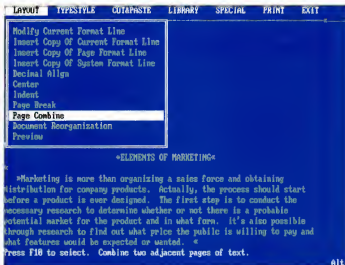 LAYOUT TYPESTYLE CUT&PASTE LIBRARY SPECIAL PRINT EXIT
Modify Current Format Line
Insert Copy Of Current Format Line
Insert Copy Of Page Format Line
Insert Copy Of System Format Line
Decimal Align
Center
Indent
Page Break
Page Combine
Document Reorganization
Preview
«ELEMENTS OF MARKETING«
»Marketing is more than organizing a sales force and obtaining
distribution for company products. Actually, the process should start
before a product is ever designed. The first step is to conduct the
necessary research to determine whether or not there is a probable
potential market for the product and in what form. It's also possible
through research to find out what price the public is willing to pay and
what features would be expected or wanted. «
Press F10 to select. Combine two adjacent pages of text.
Alt